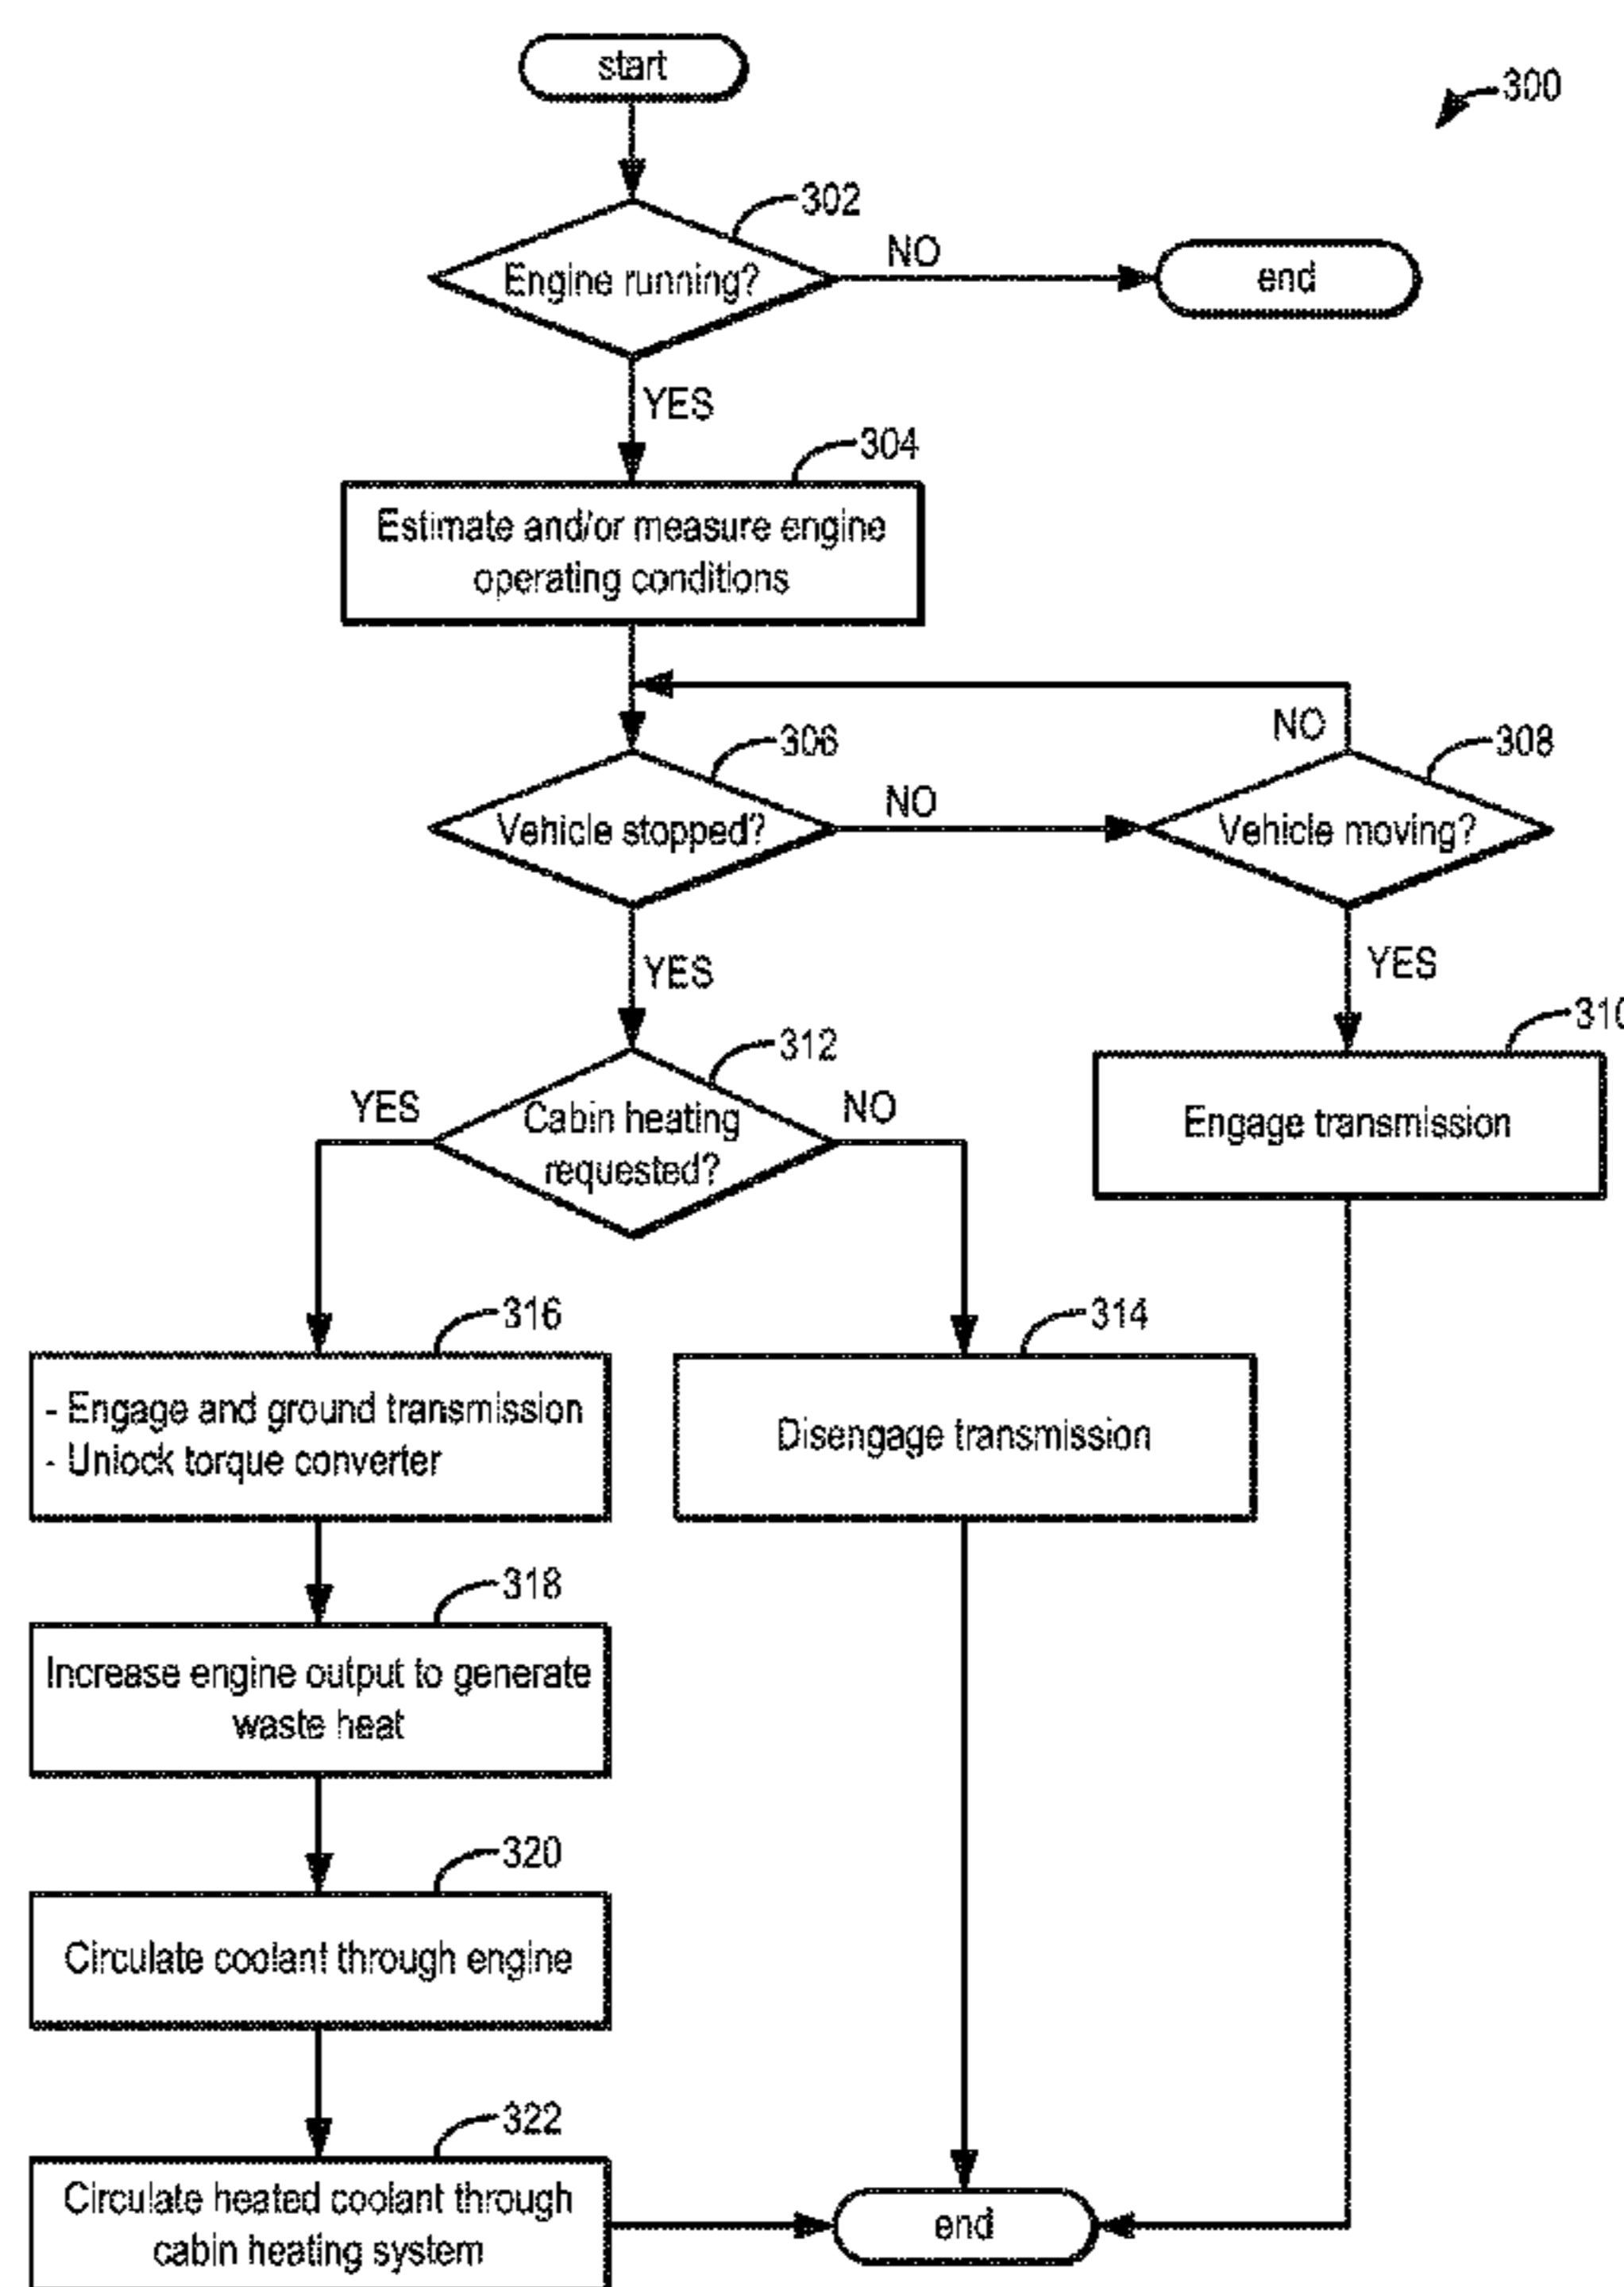 start
300
302
Engine running?
NO
end
YES
304
Estimate and/or measure engine
operating conditions
NO
306
308
Vehicle stopped?
NO
Vehicle moving?
YES
YES
310
312
YES
Cabin heating
requested?
NO
Engage transmission
316
314
- Engage and ground transmission
- Unlock torque converter
Disengage transmission
318
Increase engine output to generate
waste heat
320
Circulate coolant through engine
322
Circulate heated coolant through
cabin heating system
end